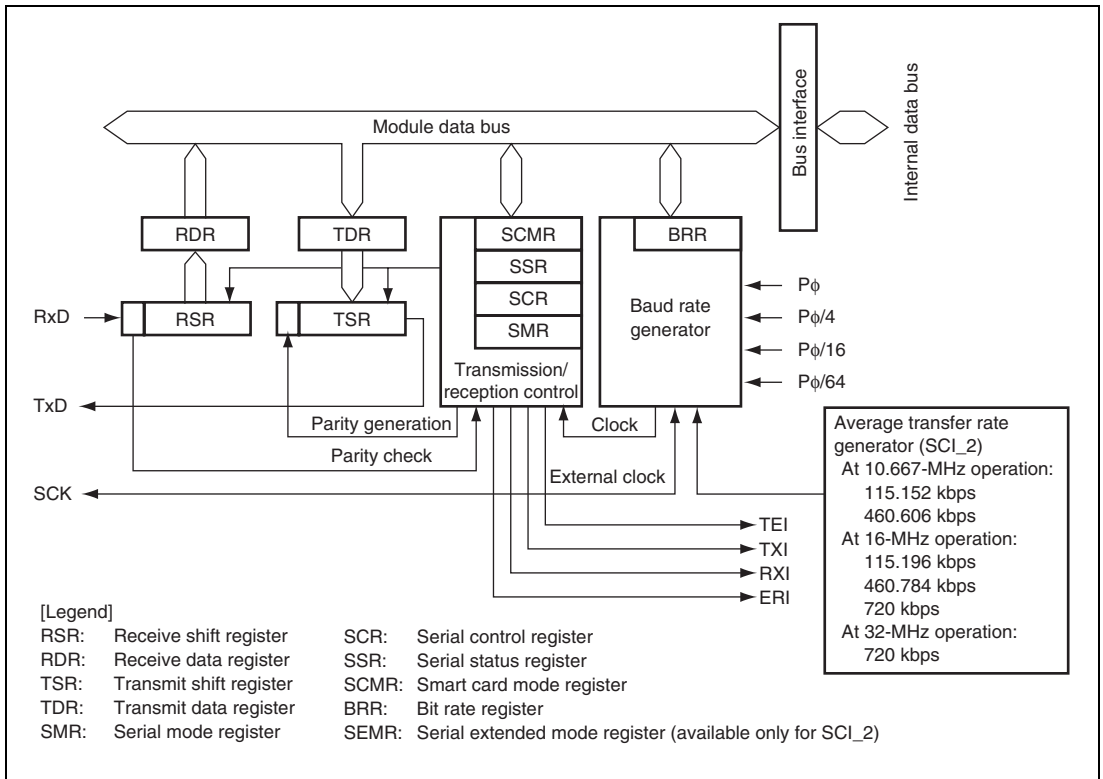 Module data bus
Bus interface
Internal data bus
RDR
TDR
SCMR
BRR
SSR
SCR
SMR
RxD
RSR
TSR
Baud rate
generator
Pϕ
Pϕ/4
Pϕ/16
Pϕ/64
Transmission/
reception control
TxD
Parity generation
Clock
Parity check
External clock
SCK
TEI
TXI
RXI
ERI
Average transfer rate
generator (SCI_2)
At 10.667-MHz operation:
115.152 kbps
460.606 kbps
At 16-MHz operation:
115.196 kbps
460.784 kbps
720 kbps
At 32-MHz operation:
720 kbps
[Legend]
RSR: Receive shift register
RDR: Receive data register
TSR: Transmit shift register
TDR: Transmit data register
SMR: Serial mode register
SCR: Serial control register
SSR: Serial status register
SCMR: Smart card mode register
BRR: Bit rate register
SEMR: Serial extended mode register (available only for SCI_2)